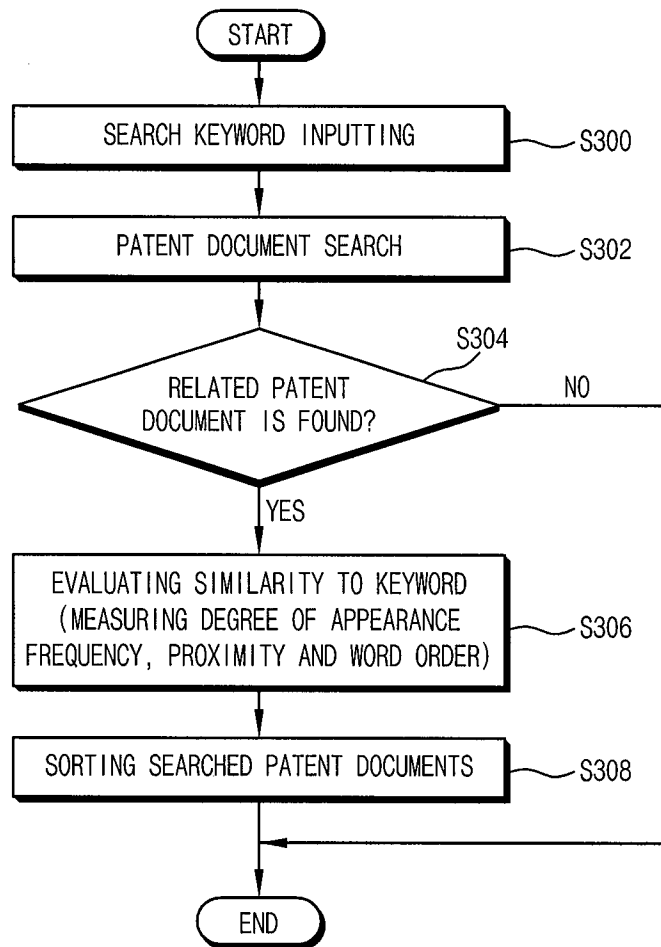 START
SEARCH KEYWORD INPUTTING
S300
PATENT DOCUMENT SEARCH
S302
S304
RELATED PATENT
DOCUMENT IS FOUND?
NO
YES
EVALUATING SIMILARITY TO KEYWORD
(MEASURING DEGREE OF APPEARANCE
FREQUENCY, PROXIMITY AND WORD ORDER)
S306
SORTING SEARCHED PATENT DOCUMENTS
S308
END